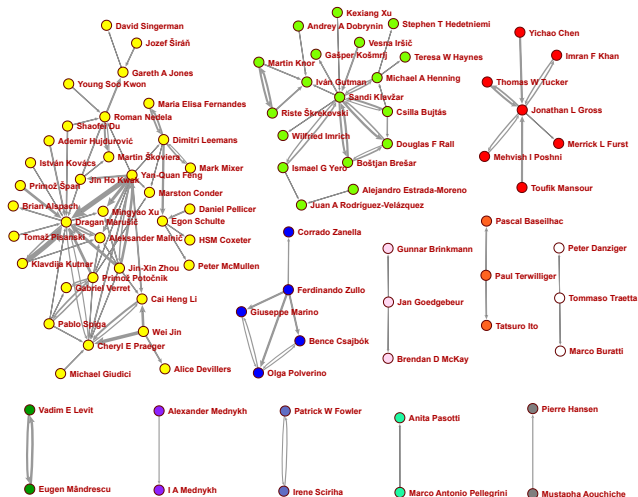 David Singerman
Jozef Širáň
Gareth A Jones
Young Soo Kwon
Maria Elisa Fernandes
Roman Nedela
Shaofei Du
Ademir Hujdurović
Dimitri Leemans
Martin Škoviera
István Kovács
Mark Mixer
Jin Ho Kwak
Yan-Quan Feng
Primož Šparl
Marston Conder
Brian Alspach
Mingyao Xu
Daniel Pellicer
Dragan Marušič
Egon Schulte
Tomaž Pisanski
Aleksander Malnič
HSM Coxeter
Klavdija Kutnar
Jin-Xin Zhou
Peter McMullen
Primož Potočnik
Gabriel Verret
Cai Heng Li
Pablo Spiga
Wei Jin
Cheryl E Praeger
Michael Giudici
Alice Devillers
Kexiang Xu
Andrey A Dobrynin
Stephen T Hedetniemi
Vesna Iršič
Gašper Košmrlj
Teresa W Haynes
Martin Knor
Iván Gutman
Michael A Henning
Sandi Klavžar
Riste Škrekovski
Csilla Bujtás
Wilfried Imrich
Douglas F Rall
Ismael G Yero
Boštjan Brešar
Alejandro Estrada-Moreno
Juan A Rodríguez-Velázquez
Yichao Chen
Imran F Khan
Thomas W Tucker
Jonathan L Gross
Merrick L Furst
Mehvish I Poshni
Toufik Mansour
Corrado Zanella
Ferdinando Zullo
Giuseppe Marino
Bence Csajbók
Olga Polverino
Gunnar Brinkmann
Jan Goedgebeur
Brendan D McKay
Pascal Baseilhac
Paul Terwilliger
Tatsuro Ito
Peter Danziger
Tommaso Traetta
Marco Buratti
Vadim E Levit
Eugen Mândrescu
Alexander Mednykh
I A Mednykh
Patrick W Fowler
Irene Sciriha
Anita Pasotti
Marco Antonio Pellegrini
Pierre Hansen
Mustapha Aouchiche